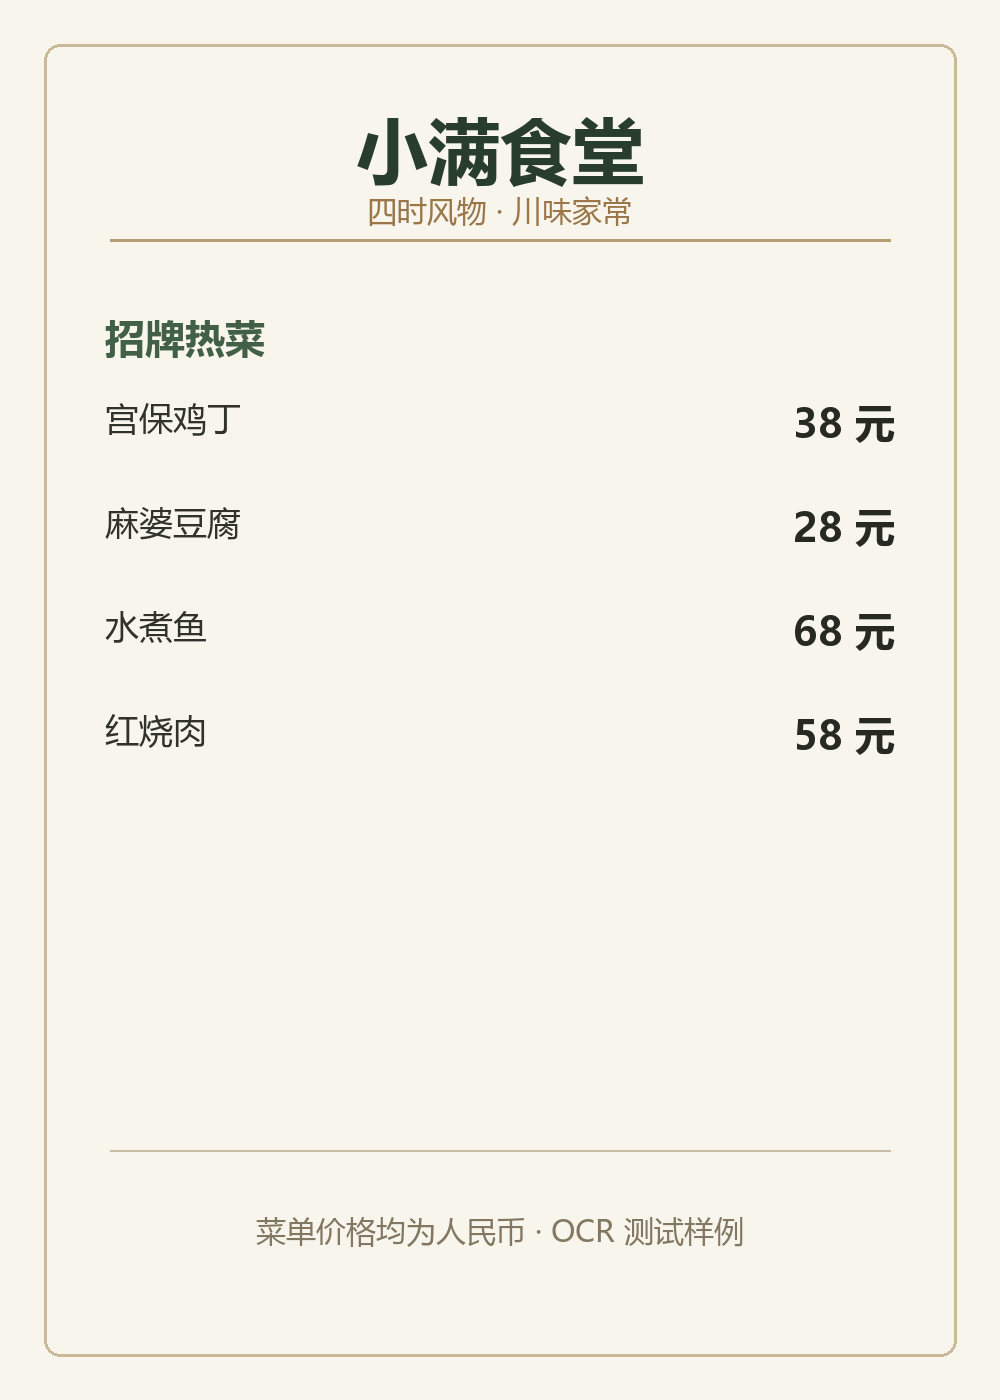 小满食堂
四时风物 · 川味家常
招牌热菜
宫保鸡丁 38 元
麻婆豆腐 28 元
水煮鱼 68 元
红烧肉 58 元
菜单价格均为人民币 · OCR 测试样例